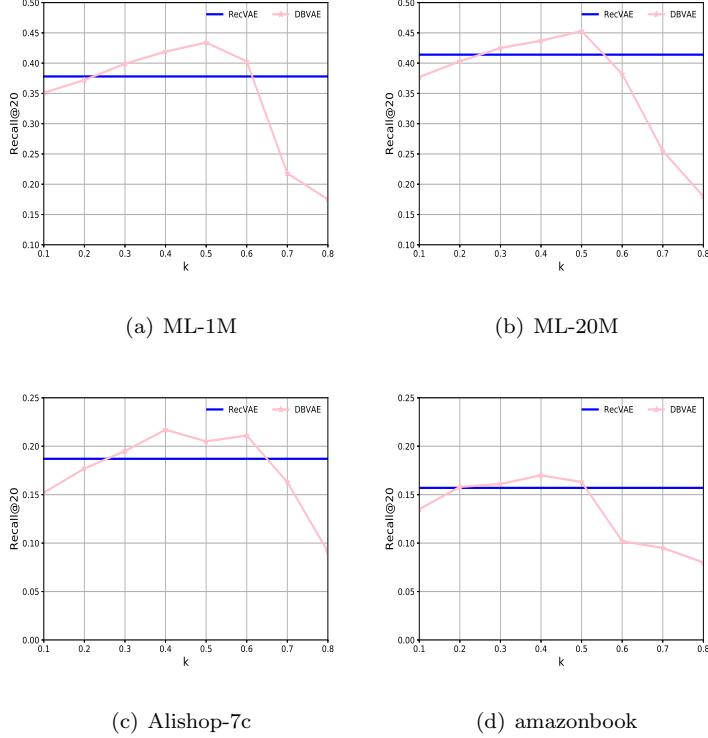 RecVAE DBVAE
0.50
0.45
0.40
0.35
0.30
0.25
0.20
0.15
0.10
Recall@20
0.1 0.2 0.3 0.4 0.5 0.6 0.7 0.8
k
(a) ML-1M
RecVAE DBVAE
0.50
0.45
0.40
0.35
0.30
0.25
0.20
0.15
0.10
Recall@20
0.1 0.2 0.3 0.4 0.5 0.6 0.7 0.8
k
(b) ML-20M
RecVAE DBVAE
0.25
0.20
0.15
0.10
0.05
0.00
Recall@20
0.1 0.2 0.3 0.4 0.5 0.6 0.7 0.8
k
(c) Alishop-7c
RecVAE DBVAE
0.25
0.20
0.15
0.10
0.05
0.00
Recall@20
0.1 0.2 0.3 0.4 0.5 0.6 0.7 0.8
k
(d) amazonbook